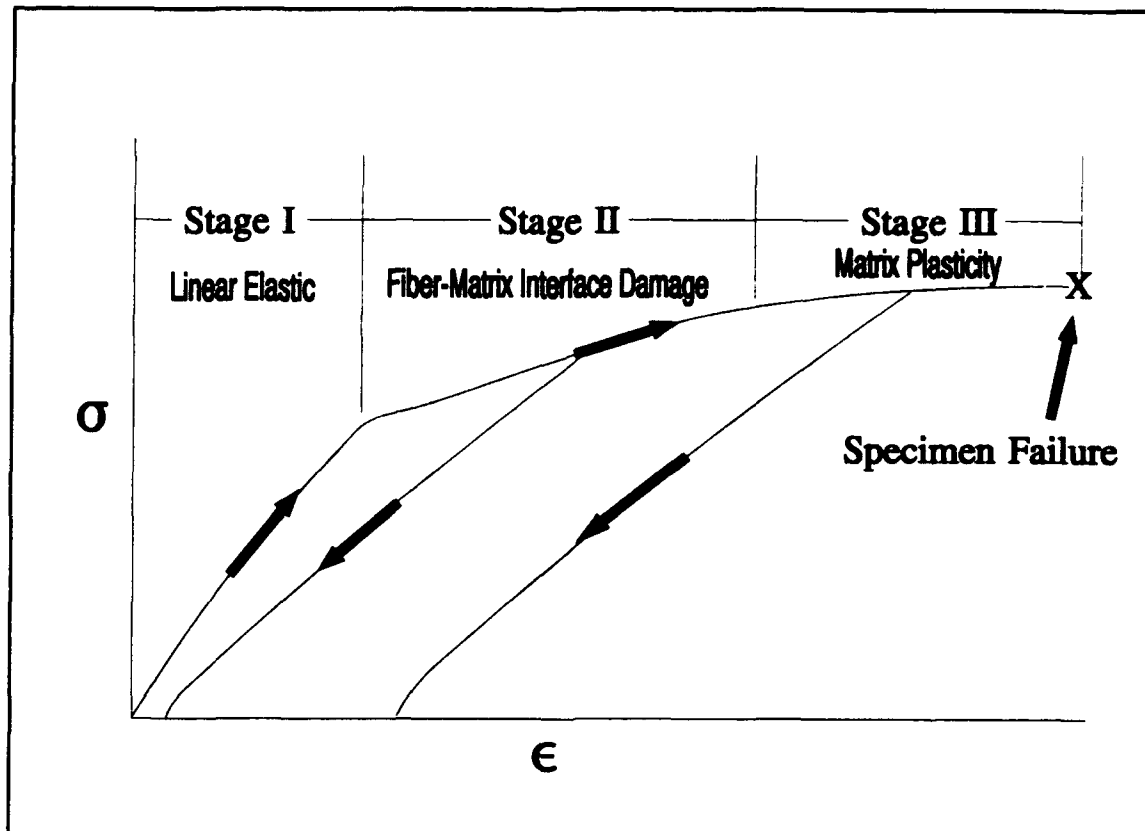 Stage I
Stage II
Stage III
Linear Elastic
Fiber-Matrix Interface Damage
Matrix Plasticity
X
σ
Specimen Failure
ϵ